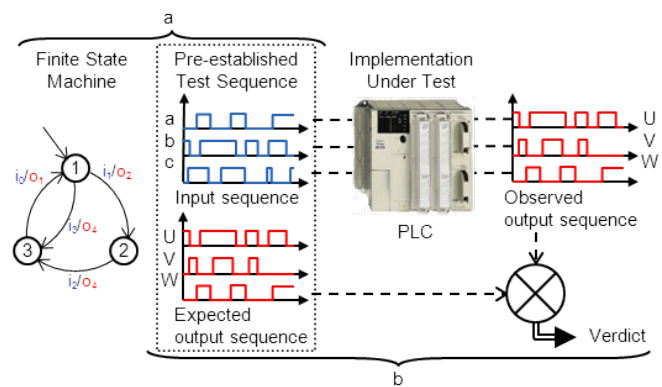 a
Finite State
Machine
Pre-established
Test Sequence
Implementation
Under Test
a
b
c
U
V
W
1
i0/o1
i1/o2
i3/o4
3
2
i2/o4
Input sequence
PLC
Observed
output sequence
U
V
W
Expected
output sequence
Verdict
b